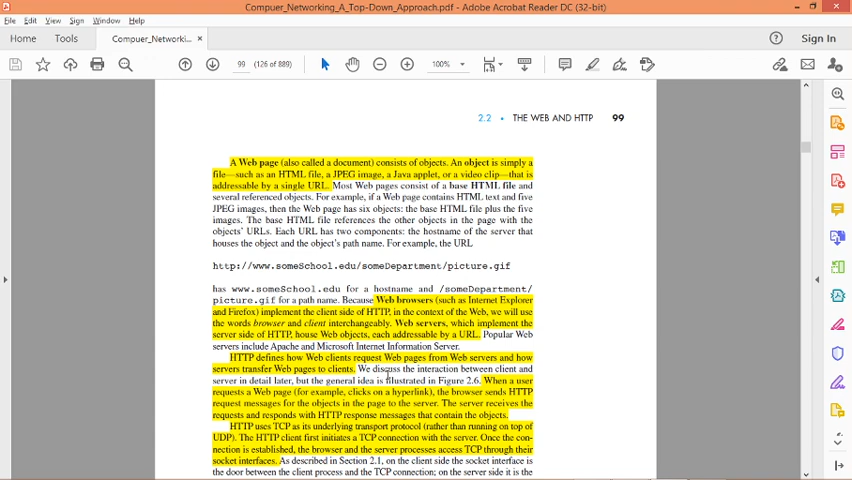 Compuer_Networking_A_Top-Down_Approach.pdf - Adobe Acrobat Reader DC (32-bit)
File Edit View Sign Window Help
Home Tools Compuer_Networki... × Sign In
99 (126 of 889) 100%
2.2 • THE WEB AND HTTP 99
A Web page (also called a document) consists of objects. An object is simply a
file—such as an HTML file, a JPEG image, a Java applet, or a video clip—that is
addressable by a single URL. Most Web pages consist of a base HTML file and
several referenced objects. For example, if a Web page contains HTML text and five
JPEG images, then the Web page has six objects: the base HTML file plus the five
images. The base HTML file references the other objects in the page with the
objects' URLs. Each URL has two components: the hostname of the server that
houses the object and the object's path name. For example, the URL
http://www.someSchool.edu/someDepartment/picture.gif
has www.someSchool.edu for a hostname and /someDepartment/
picture.gif for a path name. Because Web browsers (such as Internet Explorer
and Firefox) implement the client side of HTTP, in the context of the Web, we will use
the words browser and client interchangeably. Web servers, which implement the
server side of HTTP, house Web objects, each addressable by a URL. Popular Web
servers include Apache and Microsoft Internet Information Server.
HTTP defines how Web clients request Web pages from Web servers and how
servers transfer Web pages to clients. We discuss the interaction between client and
server in detail later, but the general idea is illustrated in Figure 2.6. When a user
requests a Web page (for example, clicks on a hyperlink), the browser sends HTTP
request messages for the objects in the page to the server. The server receives the
requests and responds with HTTP response messages that contain the objects.
HTTP uses TCP as its underlying transport protocol (rather than running on top of
UDP). The HTTP client first initiates a TCP connection with the server. Once the con-
nection is established, the browser and the server processes access TCP through their
socket interfaces. As described in Section 2.1, on the client side the socket interface is
the door between the client process and the TCP connection; on the server side it is the